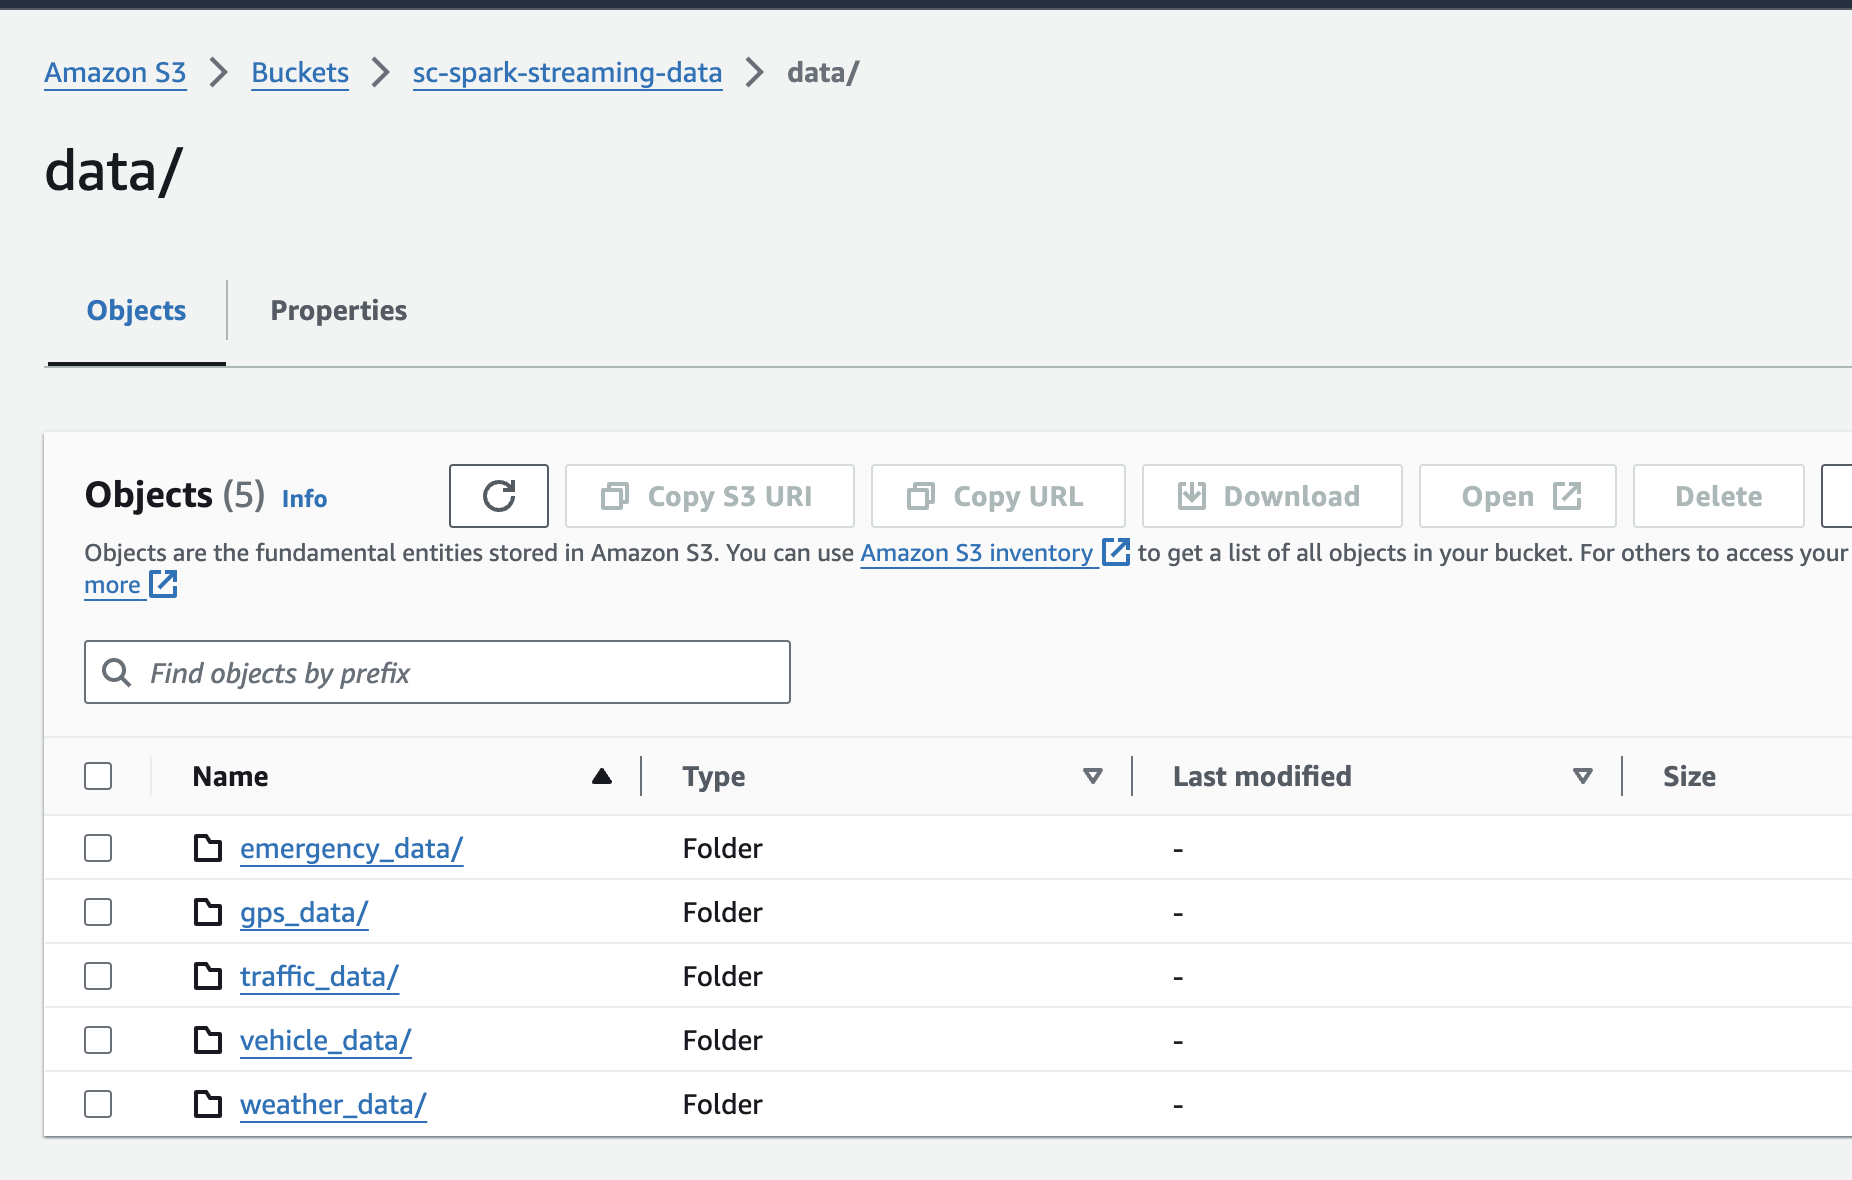 Amazon S3 > Buckets > sc-spark-streaming-data > data/
data/
Objects Properties
Objects (5) Info Copy S3 URI Copy URL Download Open Delete
Objects are the fundamental entities stored in Amazon S3. You can use Amazon S3 inventory to get a list of all objects in your bucket. For others to access your
more
Find objects by prefix
Name Type Last modified Size
emergency_data/ Folder -
gps_data/ Folder -
traffic_data/ Folder -
vehicle_data/ Folder -
weather_data/ Folder -